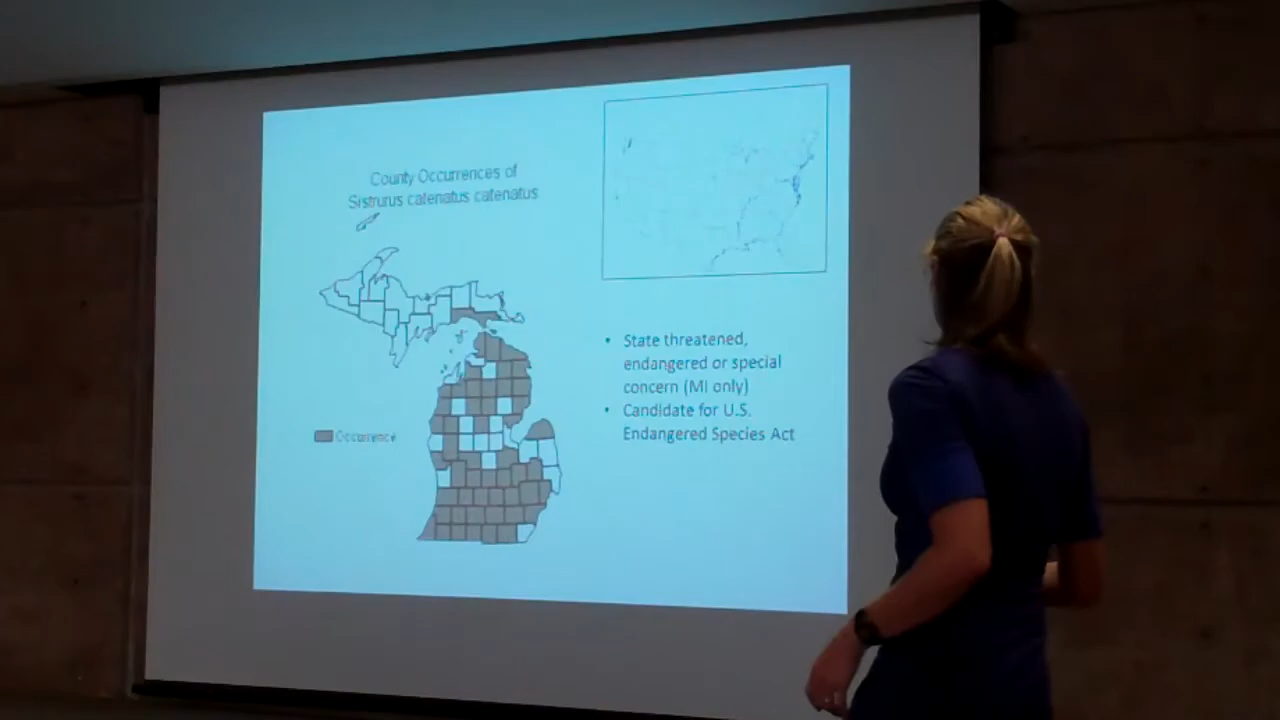 County Occurrences of
Sistrurus catenatus catenatus
Occurrence
• State threatened,
endangered or special
concern (MI only)
• Candidate for U.S.
Endangered Species Act